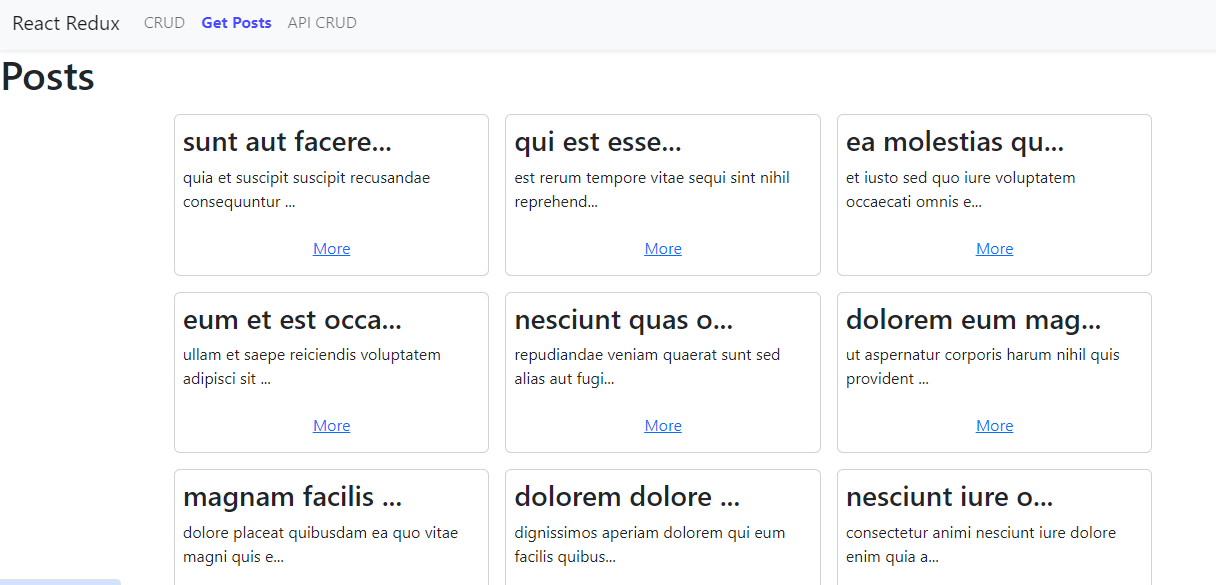 React Redux CRUD Get Posts API CRUD
Posts
sunt aut facere...
quia et suscipit suscipit recusandae
consequuntur ...
More
qui est esse...
est rerum tempore vitae sequi sint nihil
reprehend...
More
ea molestias qu...
et iusto sed quo iure voluptatem
occaecati omnis e...
More
eum et est occa...
ullam et saepe reiciendis voluptatem
adipisci sit ...
More
nesciunt quas o...
repudiandae veniam quaerat sunt sed
alias aut fugi...
More
dolorem eum mag...
ut aspernatur corporis harum nihil quis
provident ...
More
magnam facilis ...
dolore placeat quibusdam ea quo vitae
magni quis e...
dolorem dolore ...
dignissimos aperiam dolorem qui eum
facilis quibus...
nesciunt iure o...
consectetur animi nesciunt iure dolore
enim quia a...